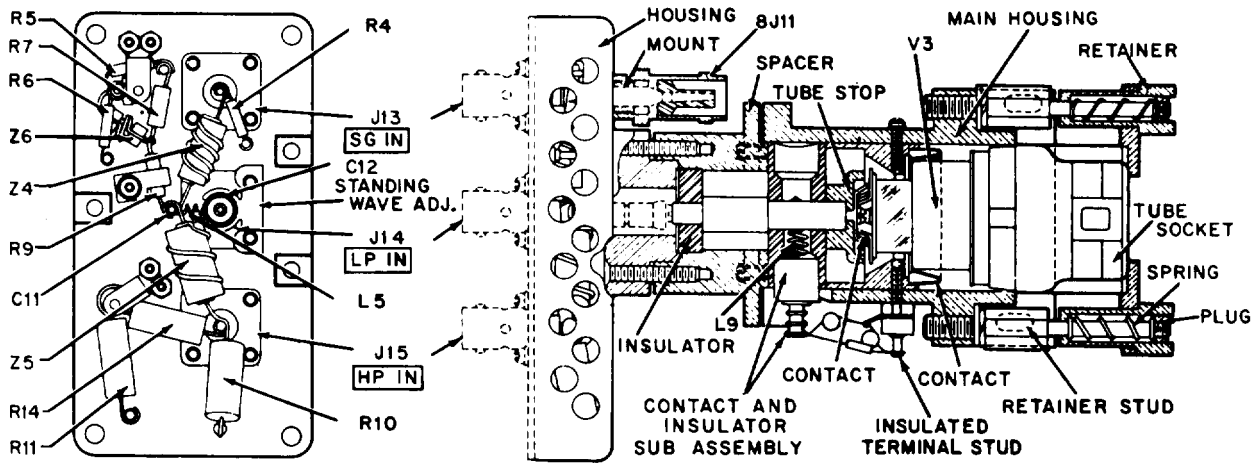 R5
R7
R6
Z6
Z4
R9
C11
Z5
R14
R11
R4
J13
SG IN
C12
STANDING
WAVE ADJ.
J14
LP IN
L5
J15
HP IN
R10
HOUSING
MOUNT
8J11
SPACER
TUBE STOP
V3
MAIN HOUSING
RETAINER
TUBE
SOCKET
SPRING
PLUG
L9
INSULATOR
CONTACT
CONTACT
RETAINER STUD
CONTACT AND
INSULATOR
SUB ASSEMBLY
INSULATED
TERMINAL STUD